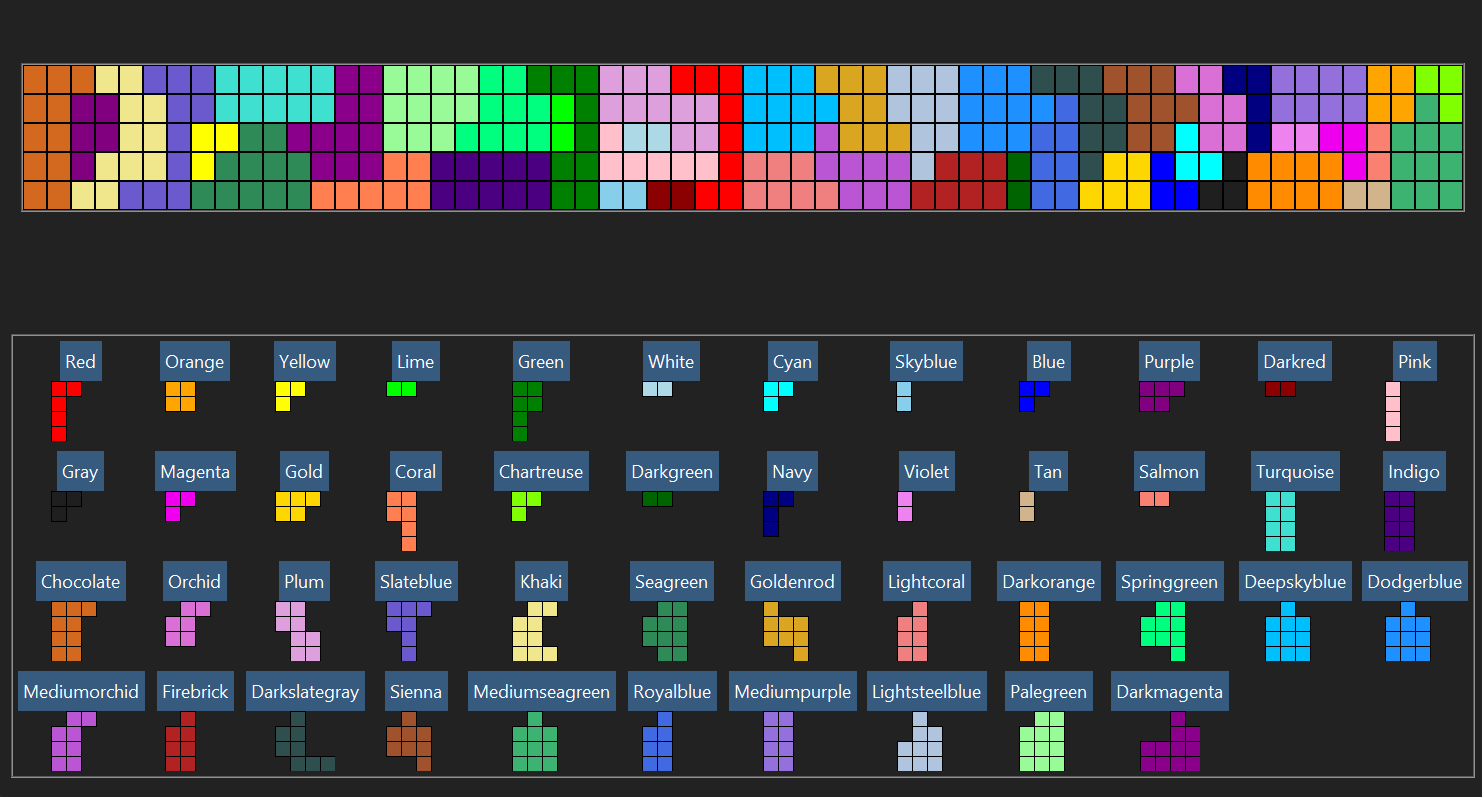 Red Orange Yellow Lime Green White Cyan Skyblue Blue Purple Darkred Pink
Gray Magenta Gold Coral Chartreuse Darkgreen Navy Violet Tan Salmon Turquoise Indigo
Chocolate Orchid Plum Slateblue Khaki Seagreen Goldenrod Lightcoral Darkorange Springgreen Deepskyblue Dodgerblue
Mediumorchid Firebrick Darkslategray Sienna Mediumseagreen Royalblue Mediumpurple Lightsteelblue Palegreen Darkmagenta